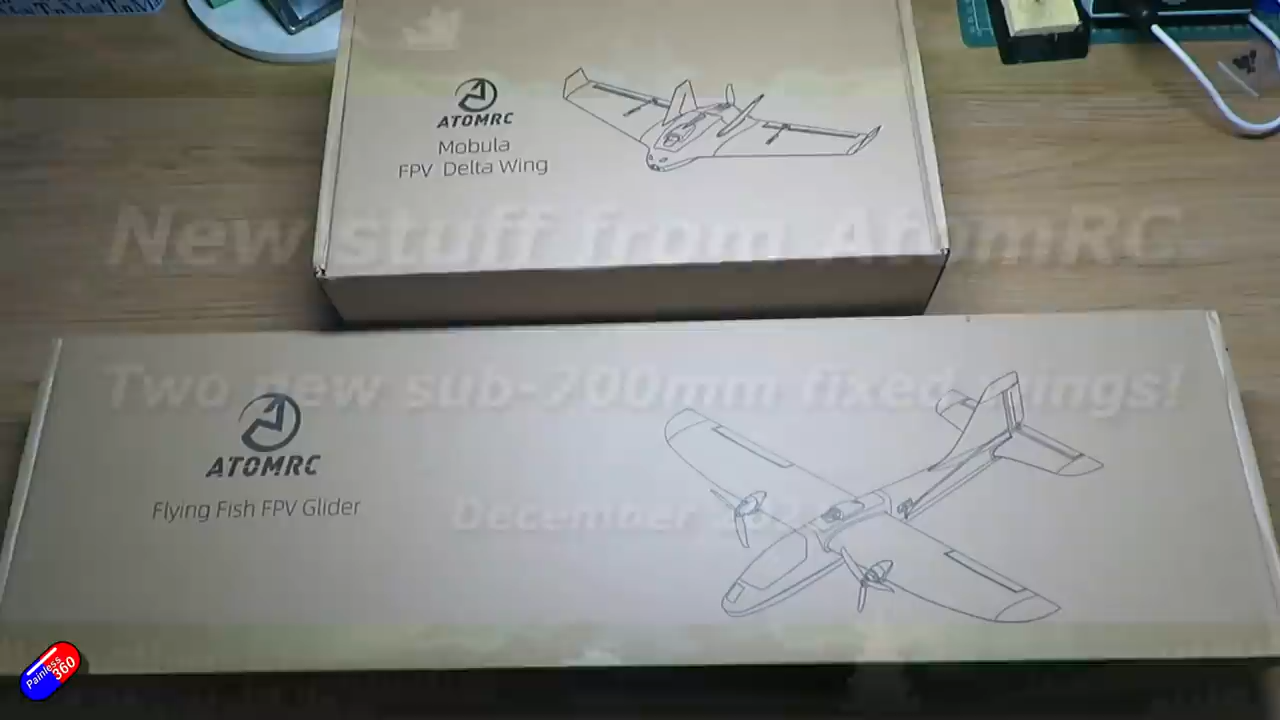 ATOMRC
Mobula
FPV Delta Wing
New stuff from AtomRC
Two new sub-200mm fixed wings!
ATOMRC
Flying Fish FPV Glider
December
Painless
360